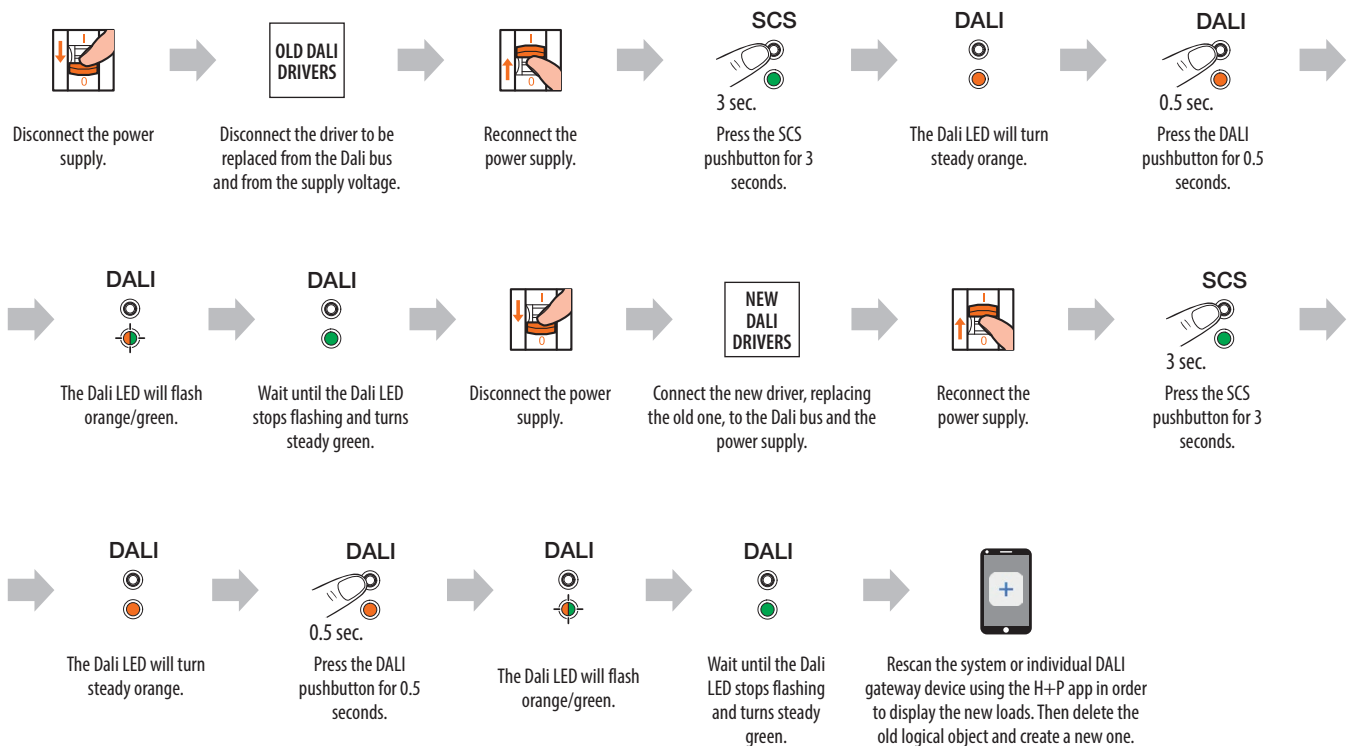 SCS
DALI
DALI
OLD DALI
DRIVERS
3 sec.
0.5 sec.
Disconnect the power
supply.
Disconnect the driver to be
replaced from the Dali bus
and from the supply voltage.
Reconnect the
power supply.
Press the SCS
pushbutton for 3
seconds.
The Dali LED will turn
steady orange.
Press the DALI
pushbutton for 0.5
seconds.
DALI
DALI
SCS
NEW
DALI
DRIVERS
3 sec.
The Dali LED will flash
orange/green.
Wait until the Dali LED
stops flashing and turns
steady green.
Disconnect the power
supply.
Connect the new driver, replacing
the old one, to the Dali bus and the
power supply.
Reconnect the
power supply.
Press the SCS
pushbutton for 3
seconds.
DALI
DALI
DALI
DALI
0.5 sec.
The Dali LED will turn
steady orange.
Press the DALI
pushbutton for 0.5
seconds.
The Dali LED will flash
orange/green.
Wait until the Dali
LED stops flashing
and turns steady
green.
Rescan the system or individual DALI
gateway device using the H+P app in order
to display the new loads. Then delete the
old logical object and create a new one.